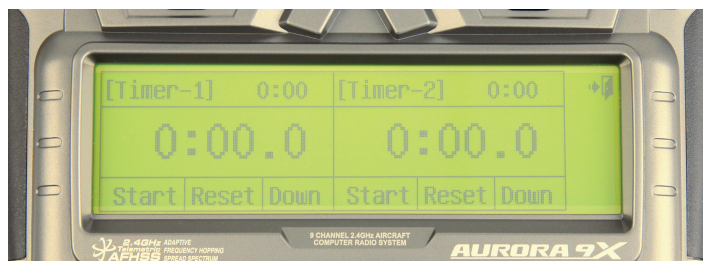 [Timer-1] 0:00 [Timer-2] 0:00
0:00.0 0:00.0
Start Reset Down Start Reset Down
2.4GHz
Telemetric
AFHSS
ADAPTIVE
FREQUENCY HOPPING
SPREAD SPECTRUM
9 CHANNEL 2.4GHz AIRCRAFT
COMPUTER RADIO SYSTEM
AURORA 9X